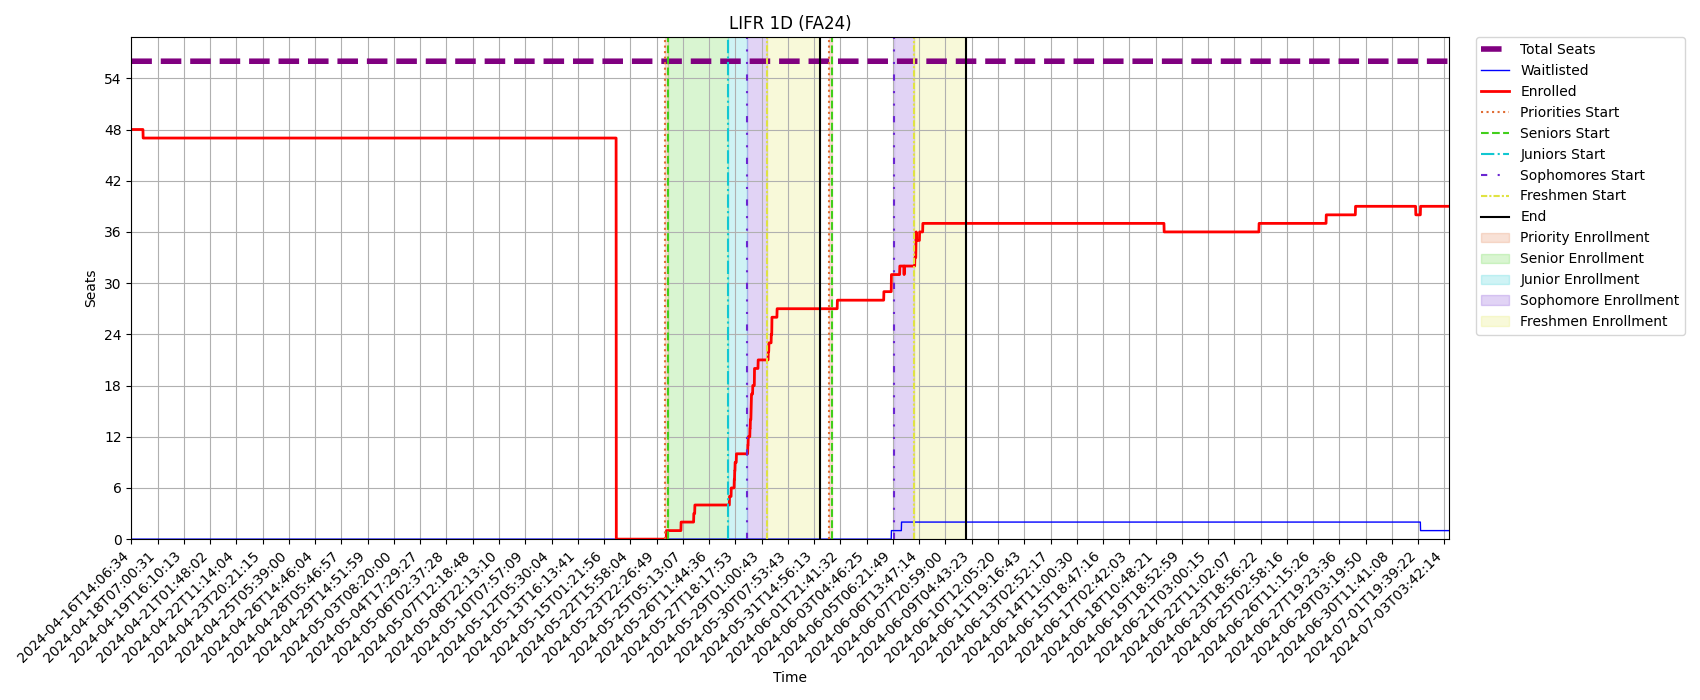 LIFR 1D (FA24)
Total Seats
Waitlisted
Enrolled
Priorities Start
Seniors Start
Juniors Start
Sophomores Start
Freshmen Start
End
Priority Enrollment
Senior Enrollment
Junior Enrollment
Sophomore Enrollment
Freshmen Enrollment
Seats
54
48
42
36
30
24
18
12
6
0
2024-04-16T14:06:34
2024-04-18T07:00:31
2024-04-19T16:10:13
2024-04-21T01:48:02
2024-04-22T11:14:04
2024-04-23T20:21:15
2024-04-25T05:39:00
2024-04-26T14:46:04
2024-04-28T05:46:57
2024-04-29T14:51:59
2024-05-03T08:20:00
2024-05-04T17:29:27
2024-05-07T02:37:28
2024-05-08T12:18:48
2024-05-09T22:13:10
2024-05-10T07:57:09
2024-05-12T05:30:04
2024-05-13T16:13:41
2024-05-15T01:21:56
2024-05-22T15:58:04
2024-05-23T22:26:49
2024-05-25T05:13:07
2024-05-26T11:44:36
2024-05-27T18:17:53
2024-05-29T01:00:43
2024-05-30T07:53:43
2024-05-31T14:56:13
2024-06-01T21:41:32
2024-06-03T04:46:25
2024-06-05T06:21:49
2024-06-06T13:47:14
2024-06-07T20:59:00
2024-06-09T04:43:23
2024-06-10T12:05:20
2024-06-11T19:16:43
2024-06-13T02:52:17
2024-06-14T11:00:30
2024-06-15T18:47:16
2024-06-17T02:42:03
2024-06-18T10:48:21
2024-06-19T18:52:59
2024-06-21T03:00:15
2024-06-22T11:02:07
2024-06-23T18:56:22
2024-06-25T02:58:16
2024-06-26T11:15:26
2024-06-27T19:23:36
2024-06-29T03:19:50
2024-06-30T11:41:08
2024-07-01T19:39:22
2024-07-03T03:42:14
Time